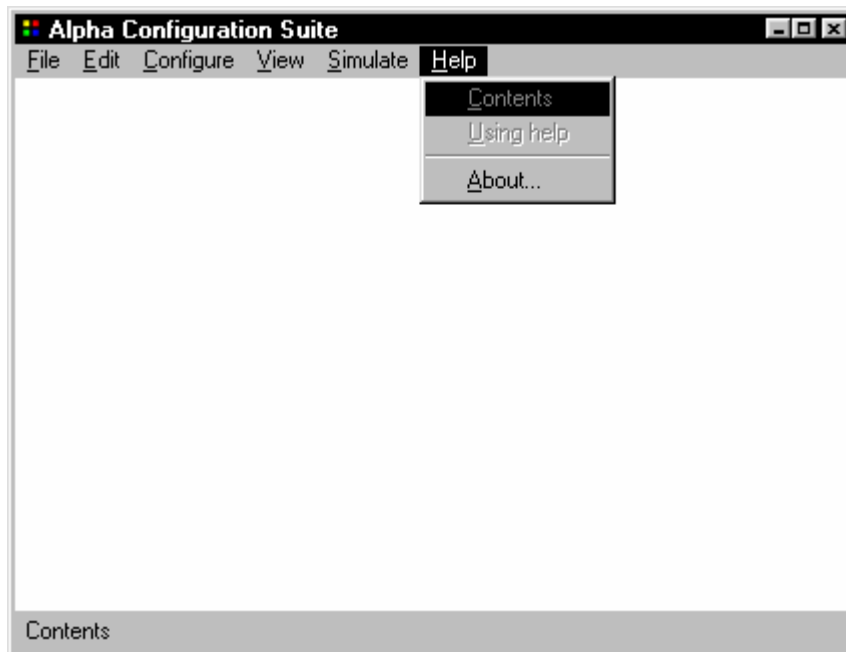 Alpha Configuration Suite
File Edit Configure View Simulate Help
Contents
Using help
About...
Contents